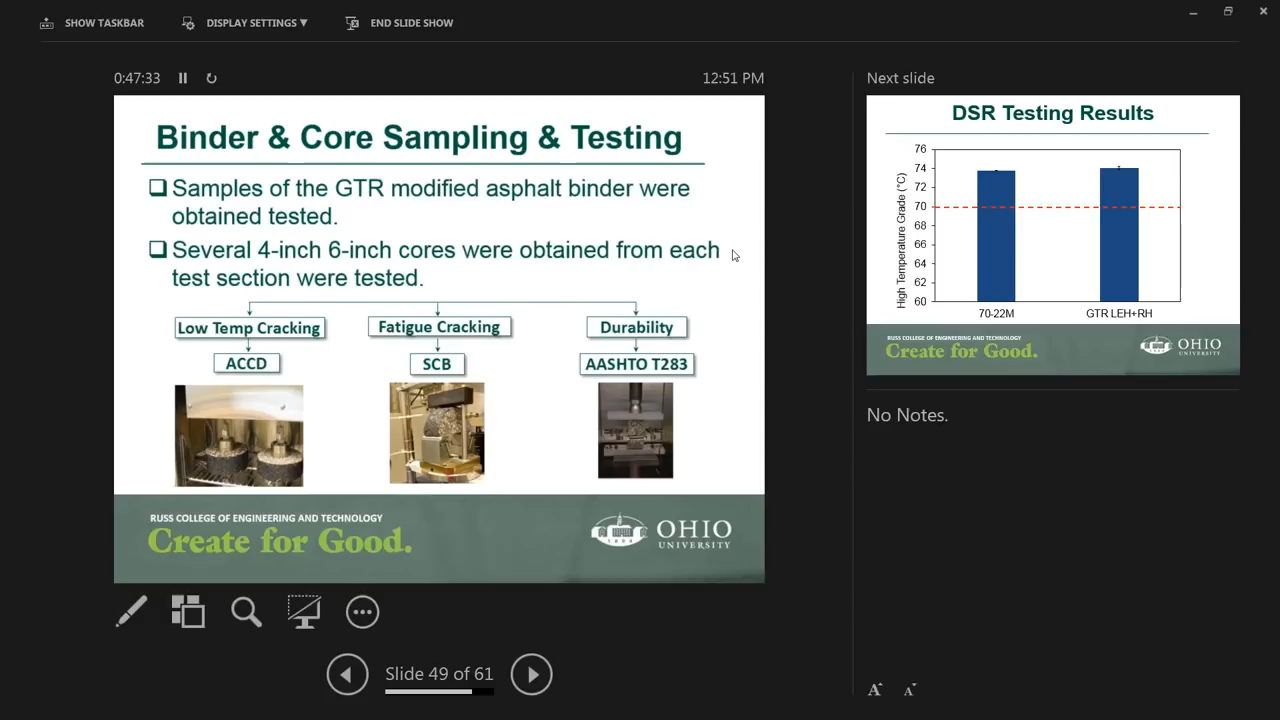 SHOW TASKBAR
DISPLAY SETTINGS ▼
END SLIDE SHOW
0:47:33
12:51 PM
Binder & Core Sampling & Testing
❑ Samples of the GTR modified asphalt binder were
obtained tested.
❑ Several 4-inch 6-inch cores were obtained from each
test section were tested.
Low Temp Cracking
Fatigue Cracking
Durability
ACCD
SCB
AASHTO T283
RUSS COLLEGE OF ENGINEERING AND TECHNOLOGY
Create for Good.
1804
OHIO
UNIVERSITY
Slide 49 of 61
Next slide
DSR Testing Results
High Temperature Grade (°C)
76
74
72
70
68
66
64
62
60
70-22M
GTR LEH+RH
RUSS COLLEGE OF ENGINEERING AND TECHNOLOGY
Create for Good.
OHIO
UNIVERSITY
No Notes.
A
A